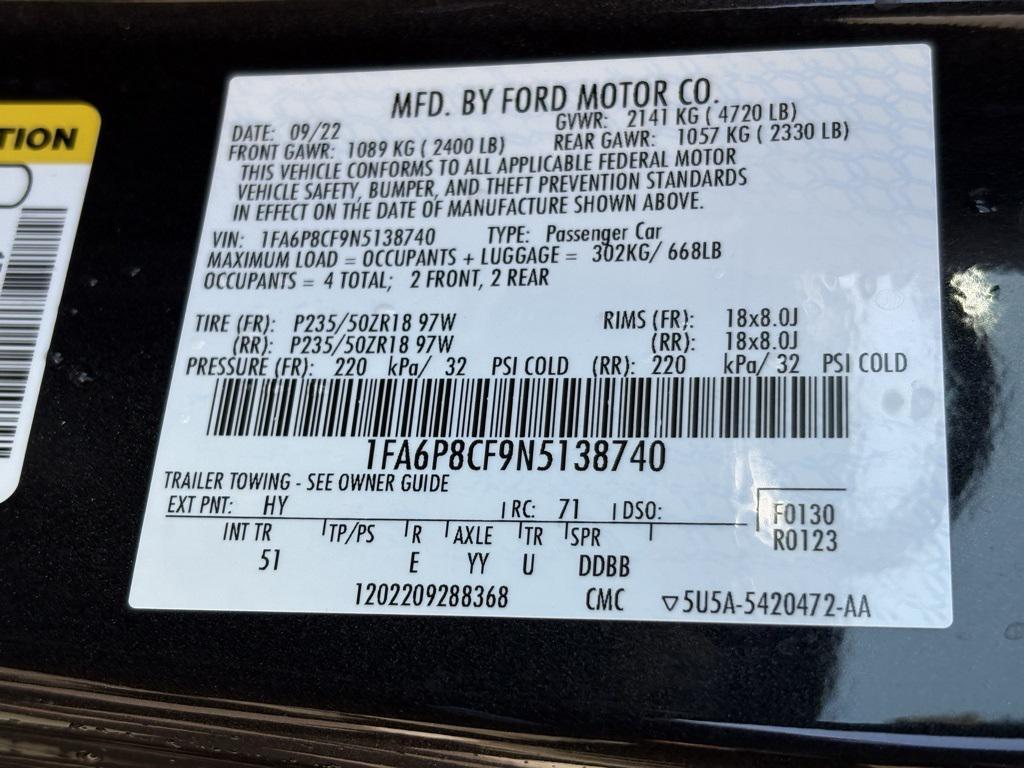 TION
MFD. BY FORD MOTOR CO.
DATE: 09/22 GVWR: 2141 KG ( 4720 LB)
FRONT GAWR: 1089 KG ( 2400 LB) REAR GAWR: 1057 KG ( 2330 LB)
THIS VEHICLE CONFORMS TO ALL APPLICABLE FEDERAL MOTOR
VEHICLE SAFETY, BUMPER, AND THEFT PREVENTION STANDARDS
IN EFFECT ON THE DATE OF MANUFACTURE SHOWN ABOVE.
VIN: 1FA6P8CF9N5138740 TYPE: Passenger Car
MAXIMUM LOAD = OCCUPANTS + LUGGAGE = 302KG/ 668LB
OCCUPANTS = 4 TOTAL; 2 FRONT, 2 REAR
TIRE (FR): P235/50ZR18 97W RIMS (FR): 18x8.0J
(RR): P235/50ZR18 97W (RR): 18x8.0J
PRESSURE (FR): 220 kPa/ 32 PSI COLD (RR): 220 kPa/ 32 PSI COLD
1FA6P8CF9N5138740
TRAILER TOWING - SEE OWNER GUIDE
EXT PNT: HY RC: 71 DSO: F0130
INT TR TP/PS R AXLE TR SPR R0123
51 E YY U DDBB
1202209288368 CMC ▽5U5A-5420472-AA